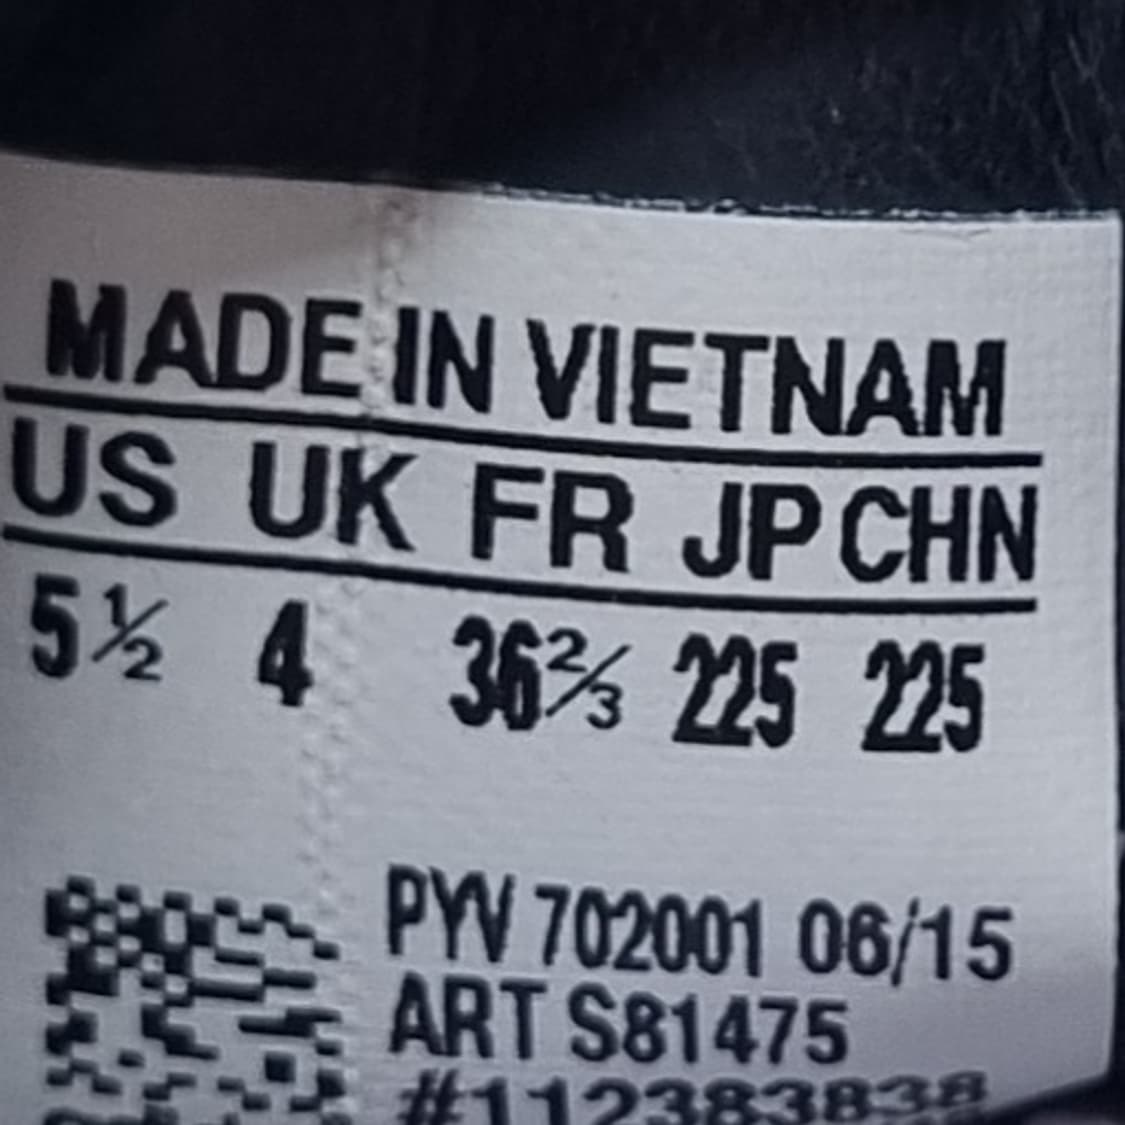 MADE IN VIETNAM
US UK FR JP CHN
5½ 4 36⅔ 225 225
PYV 702001 06/15
ART S81475
#112383838